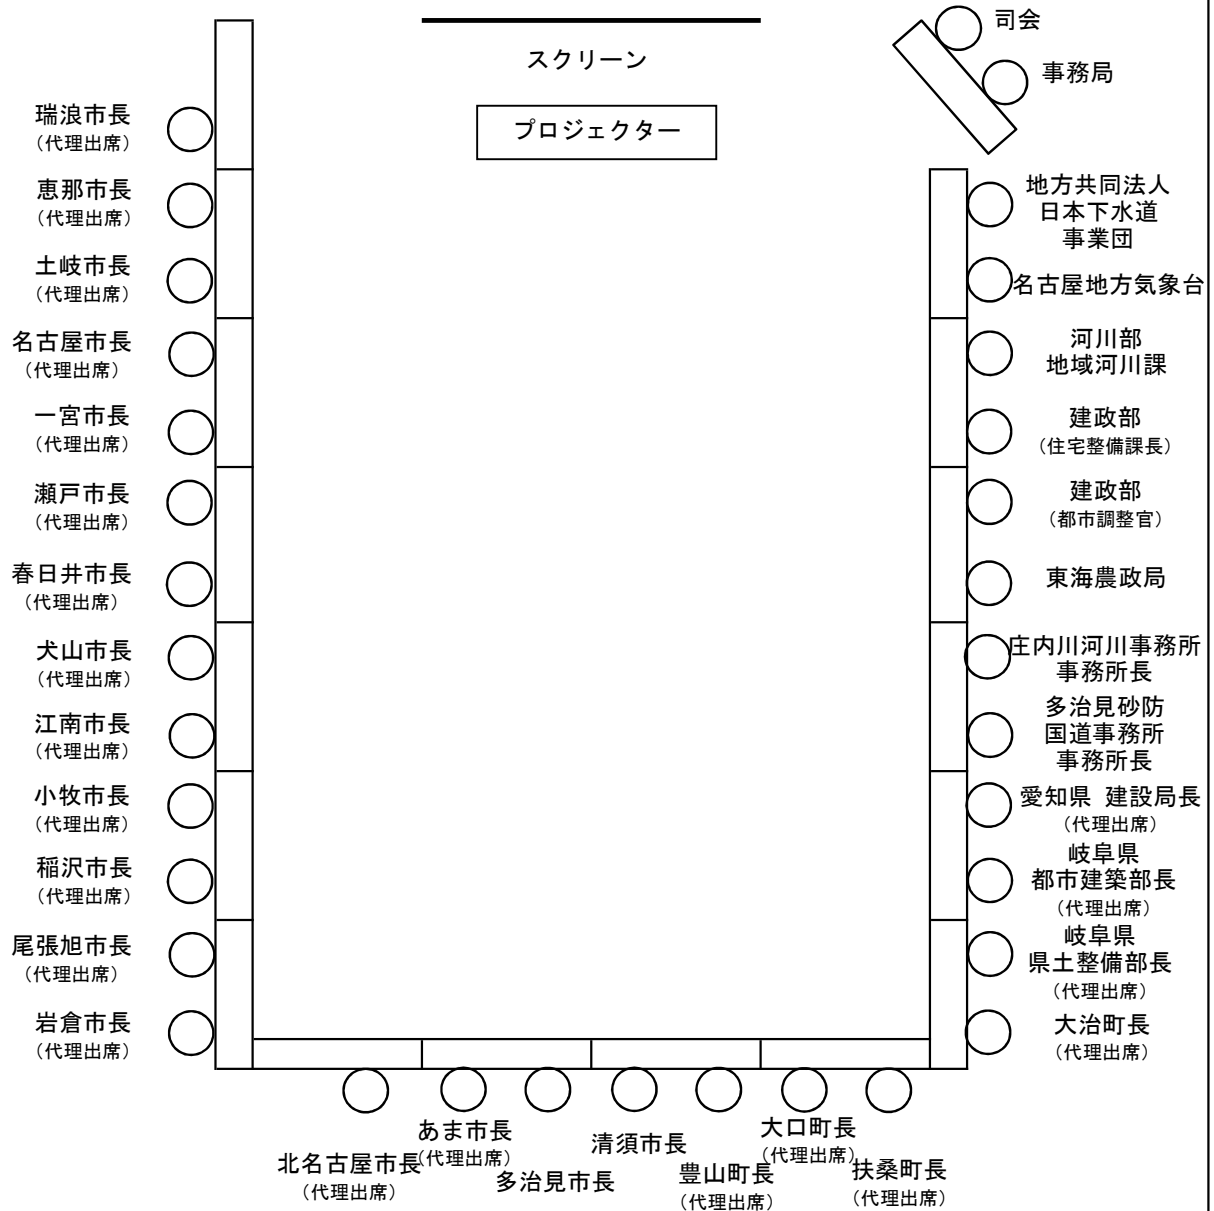 スクリーン
プロジェクター
司会
事務局
瑞浪市長
（代理出席）
恵那市長
（代理出席）
土岐市長
（代理出席）
名古屋市長
（代理出席）
一宮市長
（代理出席）
瀬戸市長
（代理出席）
春日井市長
（代理出席）
犬山市長
（代理出席）
江南市長
（代理出席）
小牧市長
（代理出席）
稲沢市長
（代理出席）
尾張旭市長
（代理出席）
岩倉市長
（代理出席）
北名古屋市長
（代理出席）
あま市長
（代理出席）
多治見市長
清須市長
豊山町長
（代理出席）
大口町長
（代理出席）
扶桑町長
（代理出席）
地方共同法人
日本下水道
事業団
名古屋地方気象台
河川部
地域河川課
建政部
（住宅整備課長）
建政部
（都市調整官）
東海農政局
庄内川河川事務所
事務所長
多治見砂防
国道事務所
事務所長
愛知県 建設局長
（代理出席）
岐阜県
都市建築部長
（代理出席）
岐阜県
県土整備部長
（代理出席）
大治町長
（代理出席）